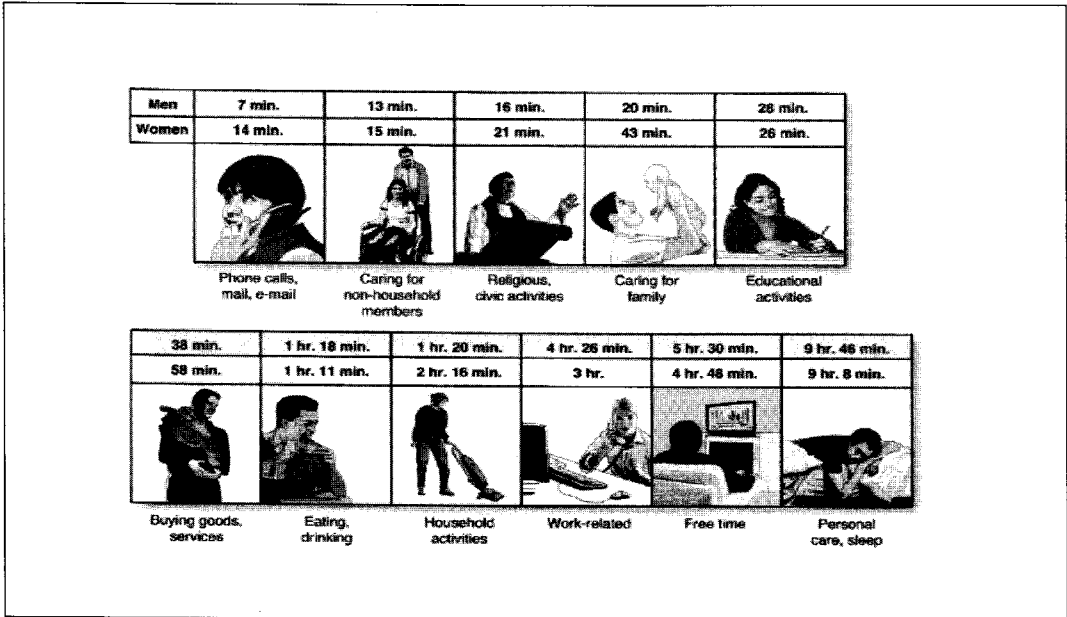 Men 7 min. 13 min. 16 min. 20 min. 28 min.
Women 14 min. 15 min. 21 min. 43 min. 26 min.
Phone calls, mail, e-mail
Caring for non-household members
Religious, civic activities
Caring for family
Educational activities
38 min. 1 hr. 18 min. 1 hr. 20 min. 4 hr. 26 min. 5 hr. 30 min. 9 hr. 46 min.
58 min. 1 hr. 11 min. 2 hr. 16 min. 3 hr. 4 hr. 48 min. 9 hr. 8 min.
Buying goods, services
Eating, drinking
Household activities
Work-related
Free time
Personal care, sleep